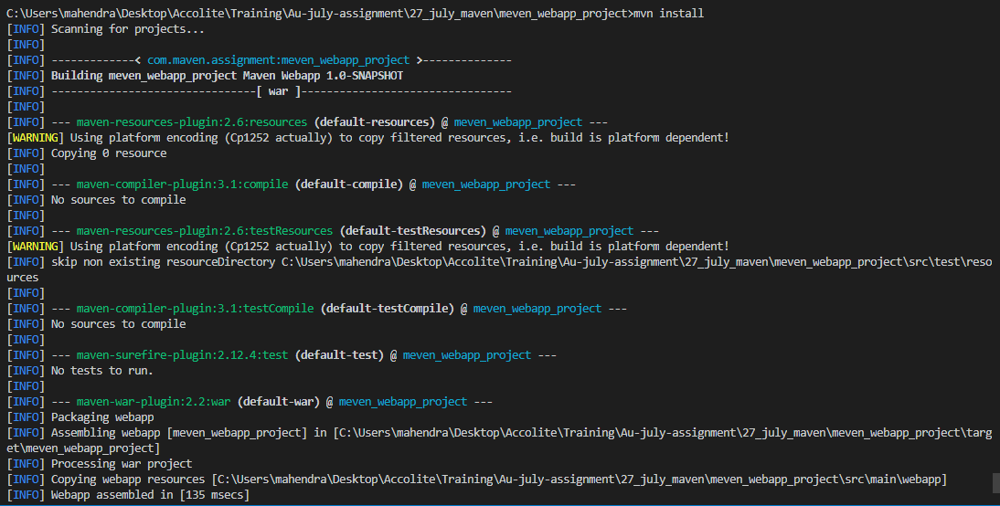 C:\Users\mahendra\Desktop\Accolite\Training\Au-july-assignment\27_july_maven\meven_webapp_project>mvn install
[INFO] Scanning for projects...
[INFO]
[INFO] -------------< com.maven.assignment:meven_webapp_project >--------------
[INFO] Building meven_webapp_project Maven Webapp 1.0-SNAPSHOT
[INFO] --------------------------------[ war ]---------------------------------
[INFO]
[INFO] --- maven-resources-plugin:2.6:resources (default-resources) @ meven_webapp_project ---
[WARNING] Using platform encoding (Cp1252 actually) to copy filtered resources, i.e. build is platform dependent!
[INFO] Copying 0 resource
[INFO]
[INFO] --- maven-compiler-plugin:3.1:compile (default-compile) @ meven_webapp_project ---
[INFO] No sources to compile
[INFO]
[INFO] --- maven-resources-plugin:2.6:testResources (default-testResources) @ meven_webapp_project ---
[WARNING] Using platform encoding (Cp1252 actually) to copy filtered resources, i.e. build is platform dependent!
[INFO] skip non existing resourceDirectory C:\Users\mahendra\Desktop\Accolite\Training\Au-july-assignment\27_july_maven\meven_webapp_project\src\test\reso
urces
[INFO]
[INFO] --- maven-compiler-plugin:3.1:testCompile (default-testCompile) @ meven_webapp_project ---
[INFO] No sources to compile
[INFO]
[INFO] --- maven-surefire-plugin:2.12.4:test (default-test) @ meven_webapp_project ---
[INFO] No tests to run.
[INFO]
[INFO] --- maven-war-plugin:2.2:war (default-war) @ meven_webapp_project ---
[INFO] Packaging webapp
[INFO] Assembling webapp [meven_webapp_project] in [C:\Users\mahendra\Desktop\Accolite\Training\Au-july-assignment\27_july_maven\meven_webapp_project\targ
et\meven_webapp_project]
[INFO] Processing war project
[INFO] Copying webapp resources [C:\Users\mahendra\Desktop\Accolite\Training\Au-july-assignment\27_july_maven\meven_webapp_project\src\main\webapp]
[INFO] Webapp assembled in [135 msecs]